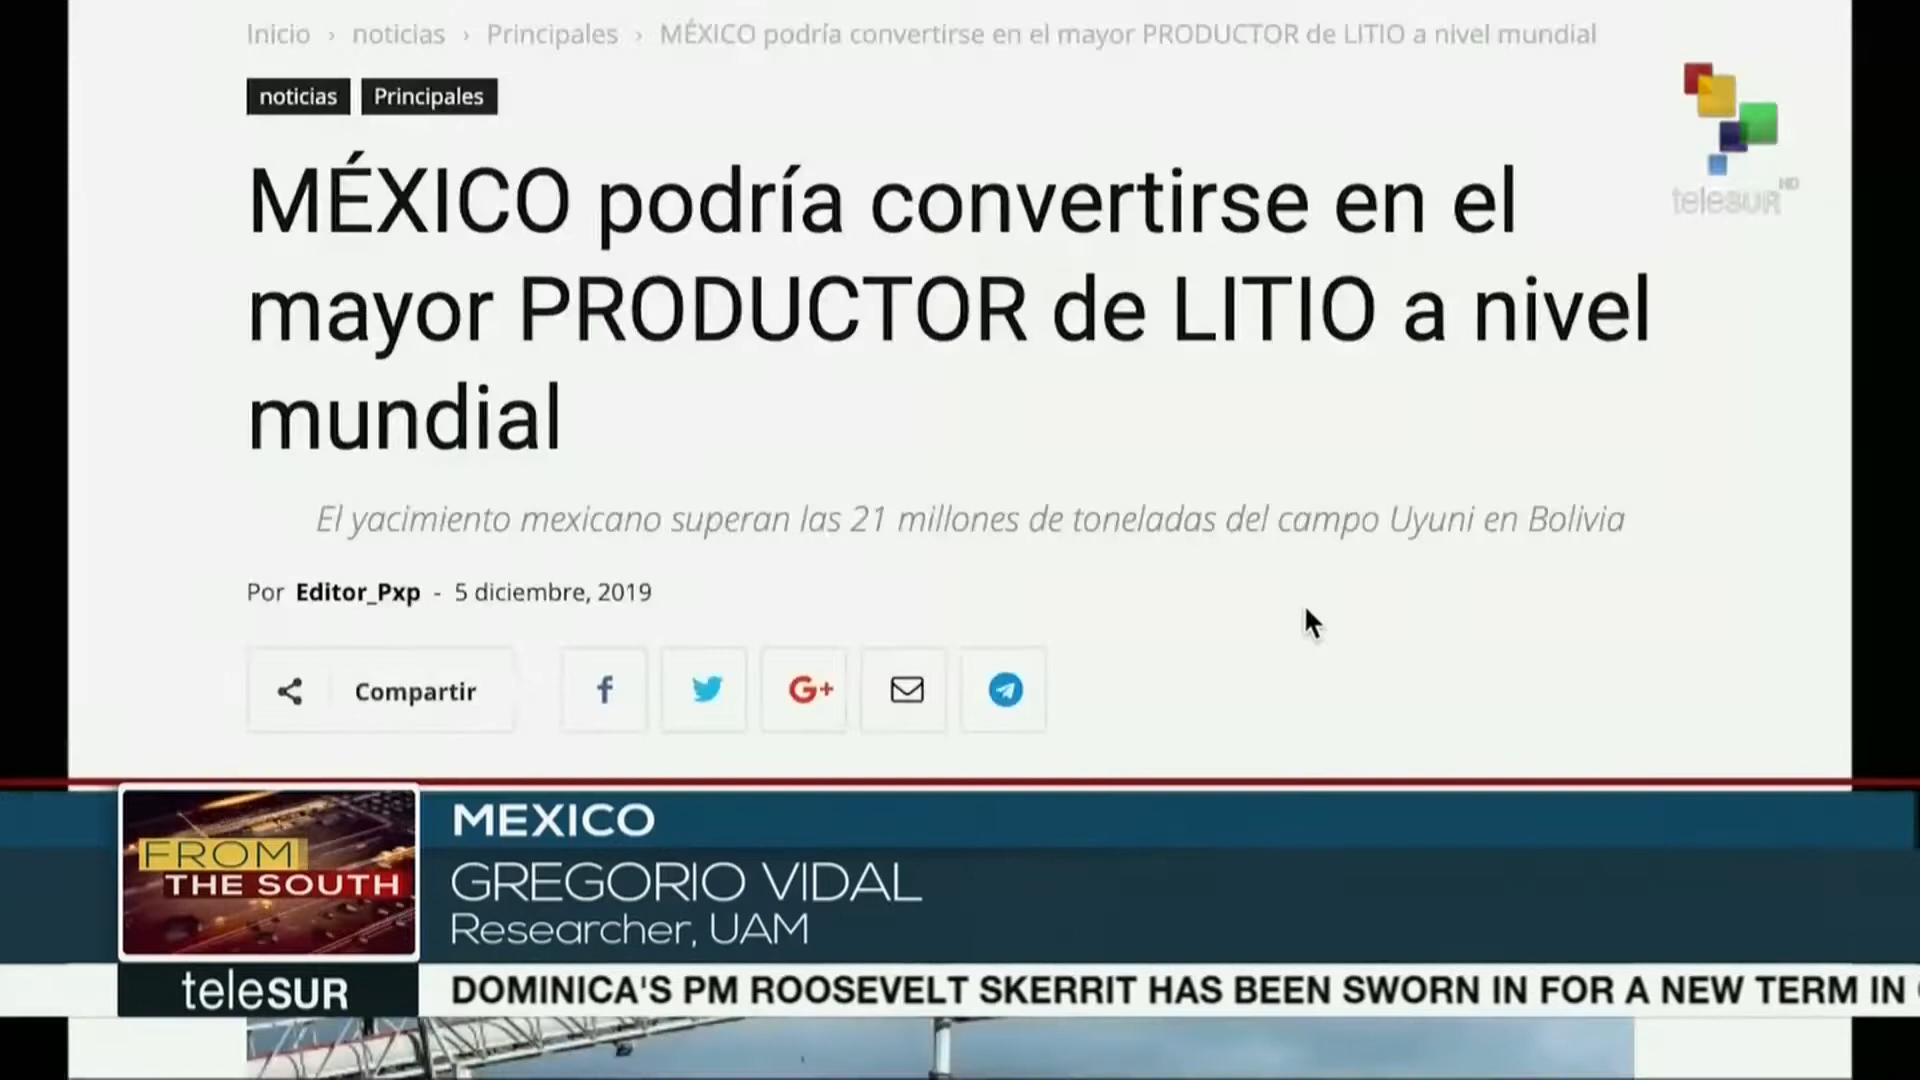 Inicio › noticias › Principales › MÉXICO podría convertirse en el mayor PRODUCTOR de LITIO a nivel mundial
noticias Principales
teleSUR HD
MÉXICO podría convertirse en el
mayor PRODUCTOR de LITIO a nivel
mundial
El yacimiento mexicano superan las 21 millones de toneladas del campo Uyuni en Bolivia
Por Editor_Pxp - 5 diciembre, 2019
Compartir f G+
FROM
THE SOUTH
MEXICO
GREGORIO VIDAL
Researcher, UAM
teleSUR
DOMINICA'S PM ROOSEVELT SKERRIT HAS BEEN SWORN IN FOR A NEW TERM IN